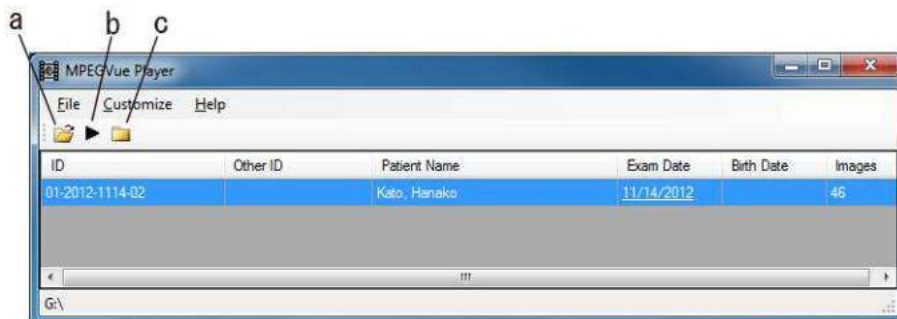 a b c
MPEGVue Player
File Customize Help
ID Other ID Patient Name Exam Date Birth Date Images
01-2012-1114-02 Kato, Hanako 11/14/2012 46
G:\